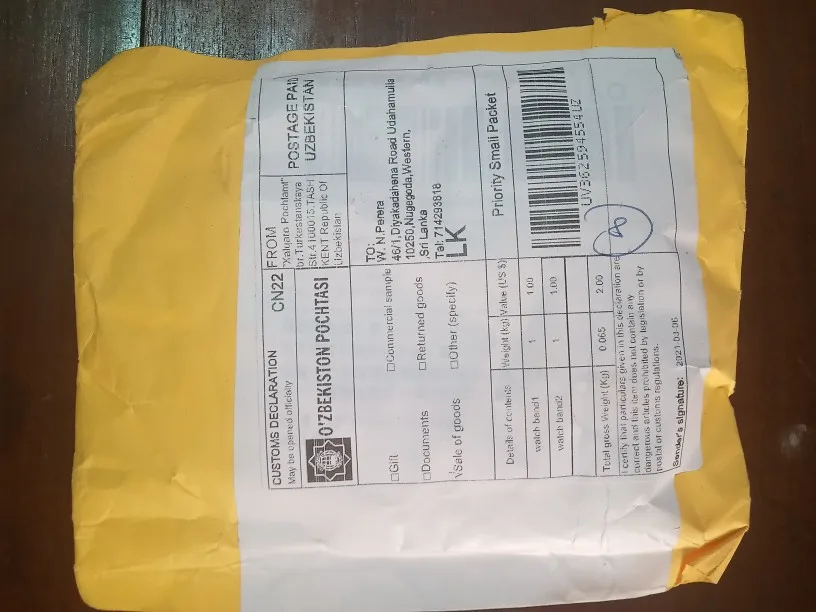 CUSTOMS DECLARATION CN22
May be opened officially
O'ZBEKISTON POCHTASI
FROM
"Xalqaro Pochtamt"
br.Turkestanskaya
Str.4 1100015,TASH
KENT Republic Of
Uzbekistan
POSTAGE PAID
UZBEKISTAN
□Gift □Commercial sample
□Documents □Returned goods
√Sale of goods □Other (specify)
TO:
W. N.Perera
46/1,Diyakadahena Road Udahamulla
10250,Nugegoda,Western,
,Sri Lanka
Tel: 714293818
LK
Details of contents Weight (kg) Value (US $)
watch band1 1 1.00
watch band2 1 1.00
Total gross Weight (Kg) 0.065 2.00
Priority Small Packet
UV362594554UZ
I certify that particulars given in this declaration are
correct and this item does not contain any
dangerous articles prohibited by legislation or by
postal or customs regulations.
Sender's signature: 2021-03-06